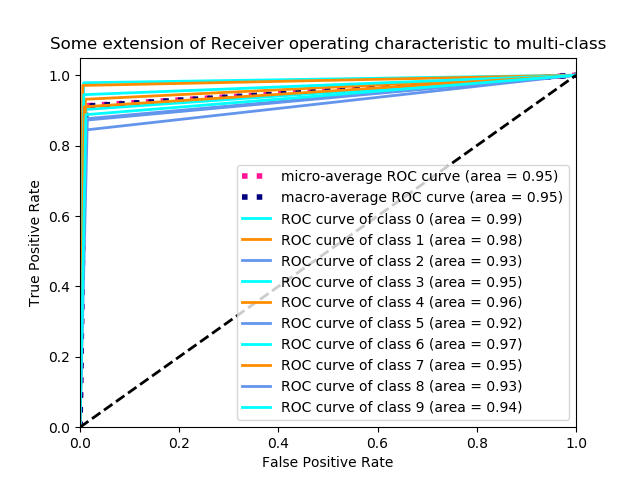 Some extension of Receiver operating characteristic to multi-class
1.0
0.8
0.6
0.4
0.2
0.0
True Positive Rate
micro-average ROC curve (area = 0.95)
macro-average ROC curve (area = 0.95)
ROC curve of class 0 (area = 0.99)
ROC curve of class 1 (area = 0.98)
ROC curve of class 2 (area = 0.93)
ROC curve of class 3 (area = 0.95)
ROC curve of class 4 (area = 0.96)
ROC curve of class 5 (area = 0.92)
ROC curve of class 6 (area = 0.97)
ROC curve of class 7 (area = 0.95)
ROC curve of class 8 (area = 0.93)
ROC curve of class 9 (area = 0.94)
0.0 0.2 0.4 0.6 0.8 1.0
False Positive Rate